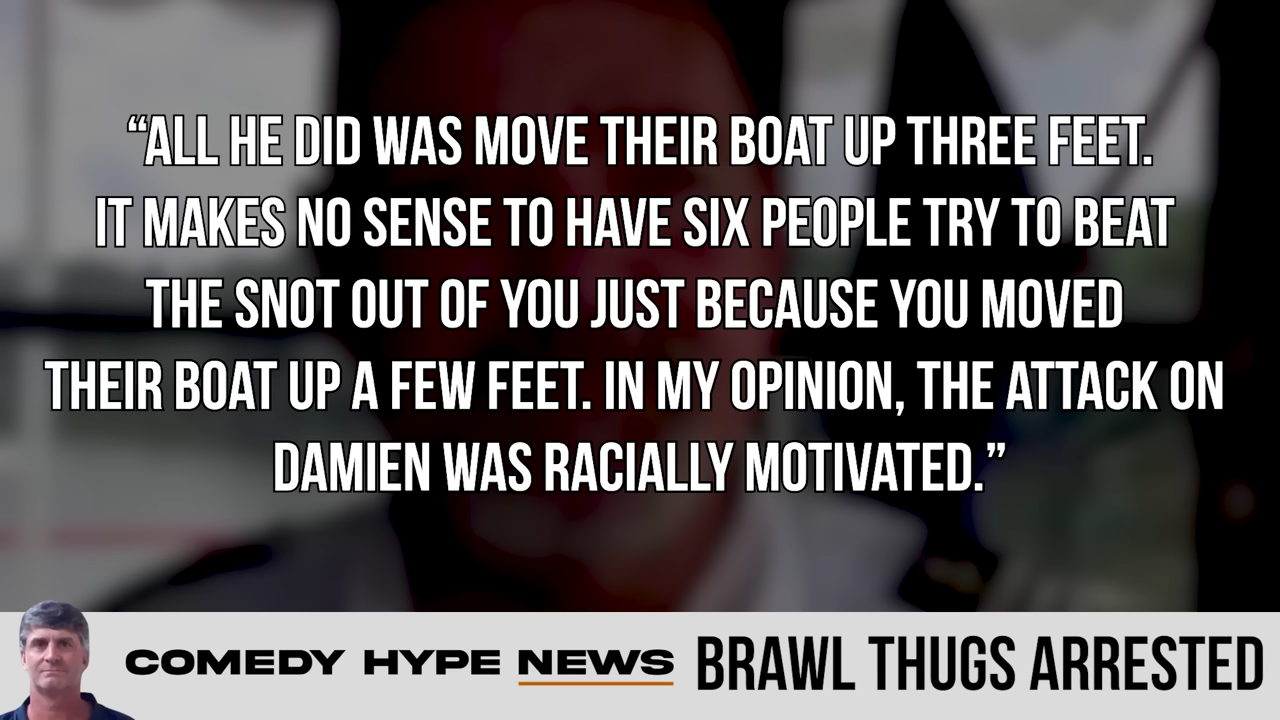 “ALL HE DID WAS MOVE THEIR BOAT UP THREE FEET.
IT MAKES NO SENSE TO HAVE SIX PEOPLE TRY TO BEAT
THE SNOT OUT OF YOU JUST BECAUSE YOU MOVED
THEIR BOAT UP A FEW FEET. IN MY OPINION, THE ATTACK ON
DAMIEN WAS RACIALLY MOTIVATED.”
COMEDY HYPE NEWS BRAWL THUGS ARRESTED